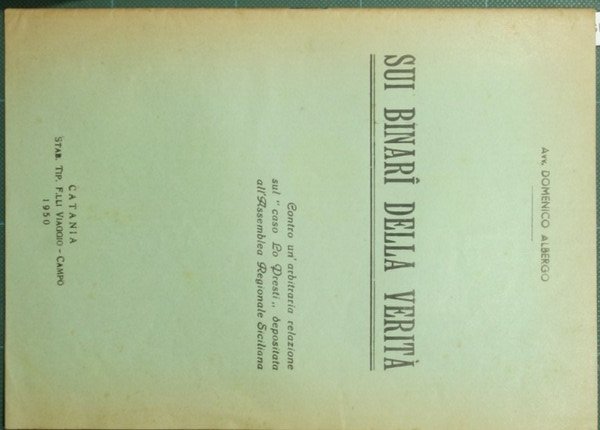 Avv. DOMENICO ALBERGO
SUI BINARÎ DELLA VERITÀ
Contro un' arbitraria relazione
sul " caso Lo Presti ,, depositata
all'Assemblea Regionale Siciliana
CATANIA
STAB. TIP. F.LLI VIAGGIO - CAMPO
1950